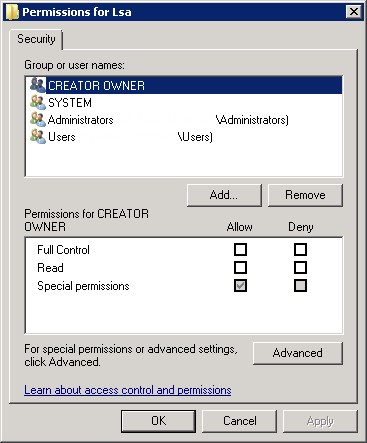 Permissions for Lsa
Security
Group or user names:
CREATOR OWNER
SYSTEM
Administrators \Administrators)
Users \Users)
Add... Remove
Permissions for CREATOR
OWNER Allow Deny
Full Control
Read
Special permissions
For special permissions or advanced settings,
click Advanced.
Advanced
Learn about access control and permissions
OK Cancel Apply